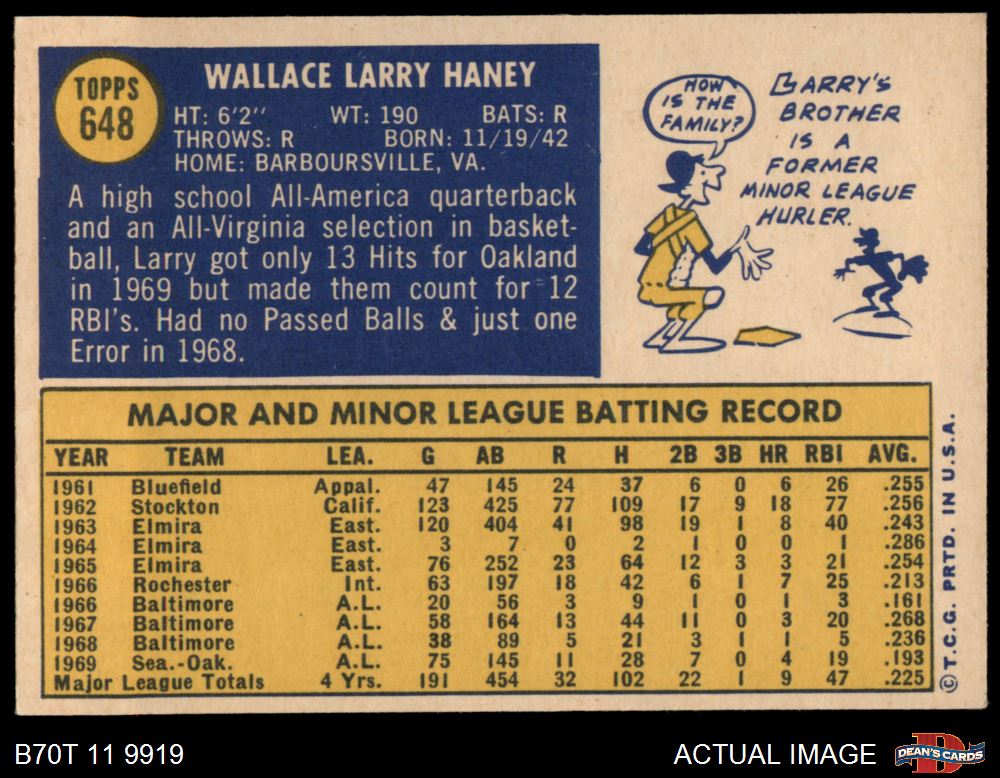 TOPPS
648
WALLACE LARRY HANEY
HT: 6'2" WT: 190 BATS: R
THROWS: R BORN: 11/19/42
HOME: BARBOURSVILLE, VA.
A high school All-America quarterback
and an All-Virginia selection in basket-
ball, Larry got only 13 Hits for Oakland
in 1969 but made them count for 12
RBI's. Had no Passed Balls & just one
Error in 1968.
HOW
IS THE
FAMILY?
LARRY'S
BROTHER
IS A
FORMER
MINOR LEAGUE
HURLER.
MAJOR AND MINOR LEAGUE BATTING RECORD
YEAR TEAM LEA. G AB R H 2B 3B HR RBI AVG.
1961 Bluefield Appal. 47 145 24 37 6 0 6 26 .255
1962 Stockton Calif. 123 425 77 109 17 9 18 77 .256
1963 Elmira East. 120 404 41 98 19 1 8 40 .243
1964 Elmira East. 3 7 0 2 1 0 0 1 .286
1965 Elmira East. 76 252 23 64 12 3 3 21 .254
1966 Rochester Int. 63 197 18 42 6 1 7 25 .213
1966 Baltimore A.L. 20 56 3 9 1 0 1 3 .161
1967 Baltimore A.L. 58 164 13 44 11 0 3 20 .268
1968 Baltimore A.L. 38 89 5 21 3 1 1 5 .236
1969 Sea.-Oak. A.L. 75 145 11 28 7 0 4 19 .193
Major League Totals 4 Yrs. 191 454 32 102 22 1 9 47 .225
©T.C.G. PRTD. IN U.S.A.
B70T 11 9919
ACTUAL IMAGE
DEAN'S CARDS